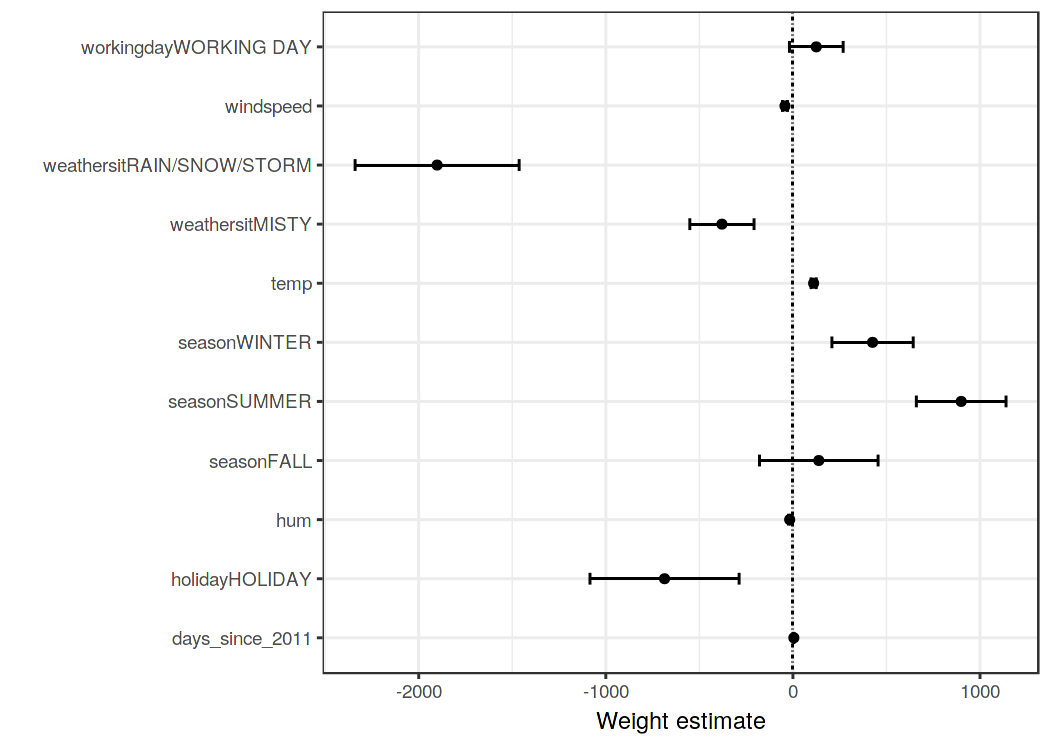 workingdayWORKING DAY
windspeed
weathersitRAIN/SNOW/STORM
weathersitMISTY
temp
seasonWINTER
seasonSUMMER
seasonFALL
hum
holidayHOLIDAY
days_since_2011
-2000 -1000 0 1000
Weight estimate